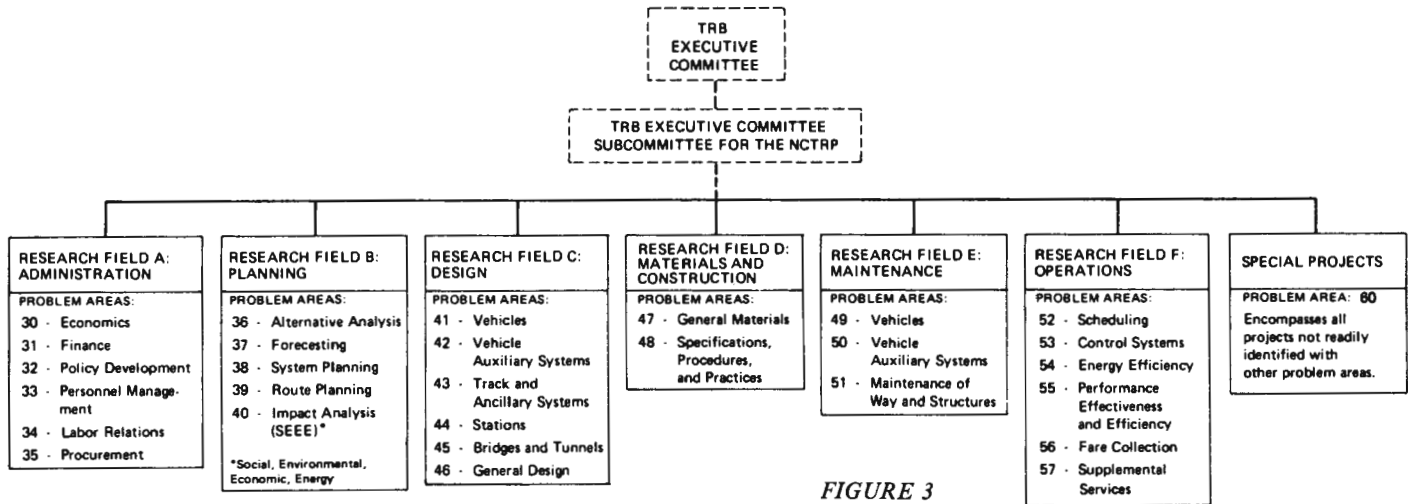 TRB
EXECUTIVE
COMMITTEE
TRB EXECUTIVE COMMITTEE
SUBCOMMITTEE FOR THE NCTRP
RESEARCH FIELD A:
ADMINISTRATION
PROBLEM AREAS:
30 - Economics
31 - Finance
32 - Policy Development
33 - Personnel Manage-
ment
34 - Labor Relations
35 - Procurement
RESEARCH FIELD B:
PLANNING
PROBLEM AREAS:
36 - Alternative Analysis
37 - Forecesting
38 - System Planning
39 - Route Planning
40 - Impact Analysis
(SEEE)*
*Social, Environmental,
Economic, Energy
RESEARCH FIELD C:
DESIGN
PROBLEM AREAS:
41 - Vehicles
42 - Vehicle
Auxiliary Systems
43 - Track and
Ancillary Systems
44 - Stations
45 - Bridges and Tunnels
46 - General Design
RESEARCH FIELD D:
MATERIALS AND
CONSTRUCTION
PROBLEM AREAS:
47 - General Materials
48 - Specifications,
Procedures,
and Practices
RESEARCH FIELD E:
MAINTENANCE
PROBLEM AREAS:
49 - Vehicles
50 - Vehicle
Auxiliary Systems
51 - Maintenance of
Way and Structures
RESEARCH FIELD F:
OPERATIONS
PROBLEM AREAS:
52 - Scheduling
53 - Control Systems
54 - Energy Efficiency
55 - Performance
Effectiveness
and Efficiency
56 - Fare Collection
57 - Supplemental
Services
SPECIAL PROJECTS
PROBLEM AREA: 60
Encompasses all
projects not readily
identified with
other problem areas.
FIGURE 3